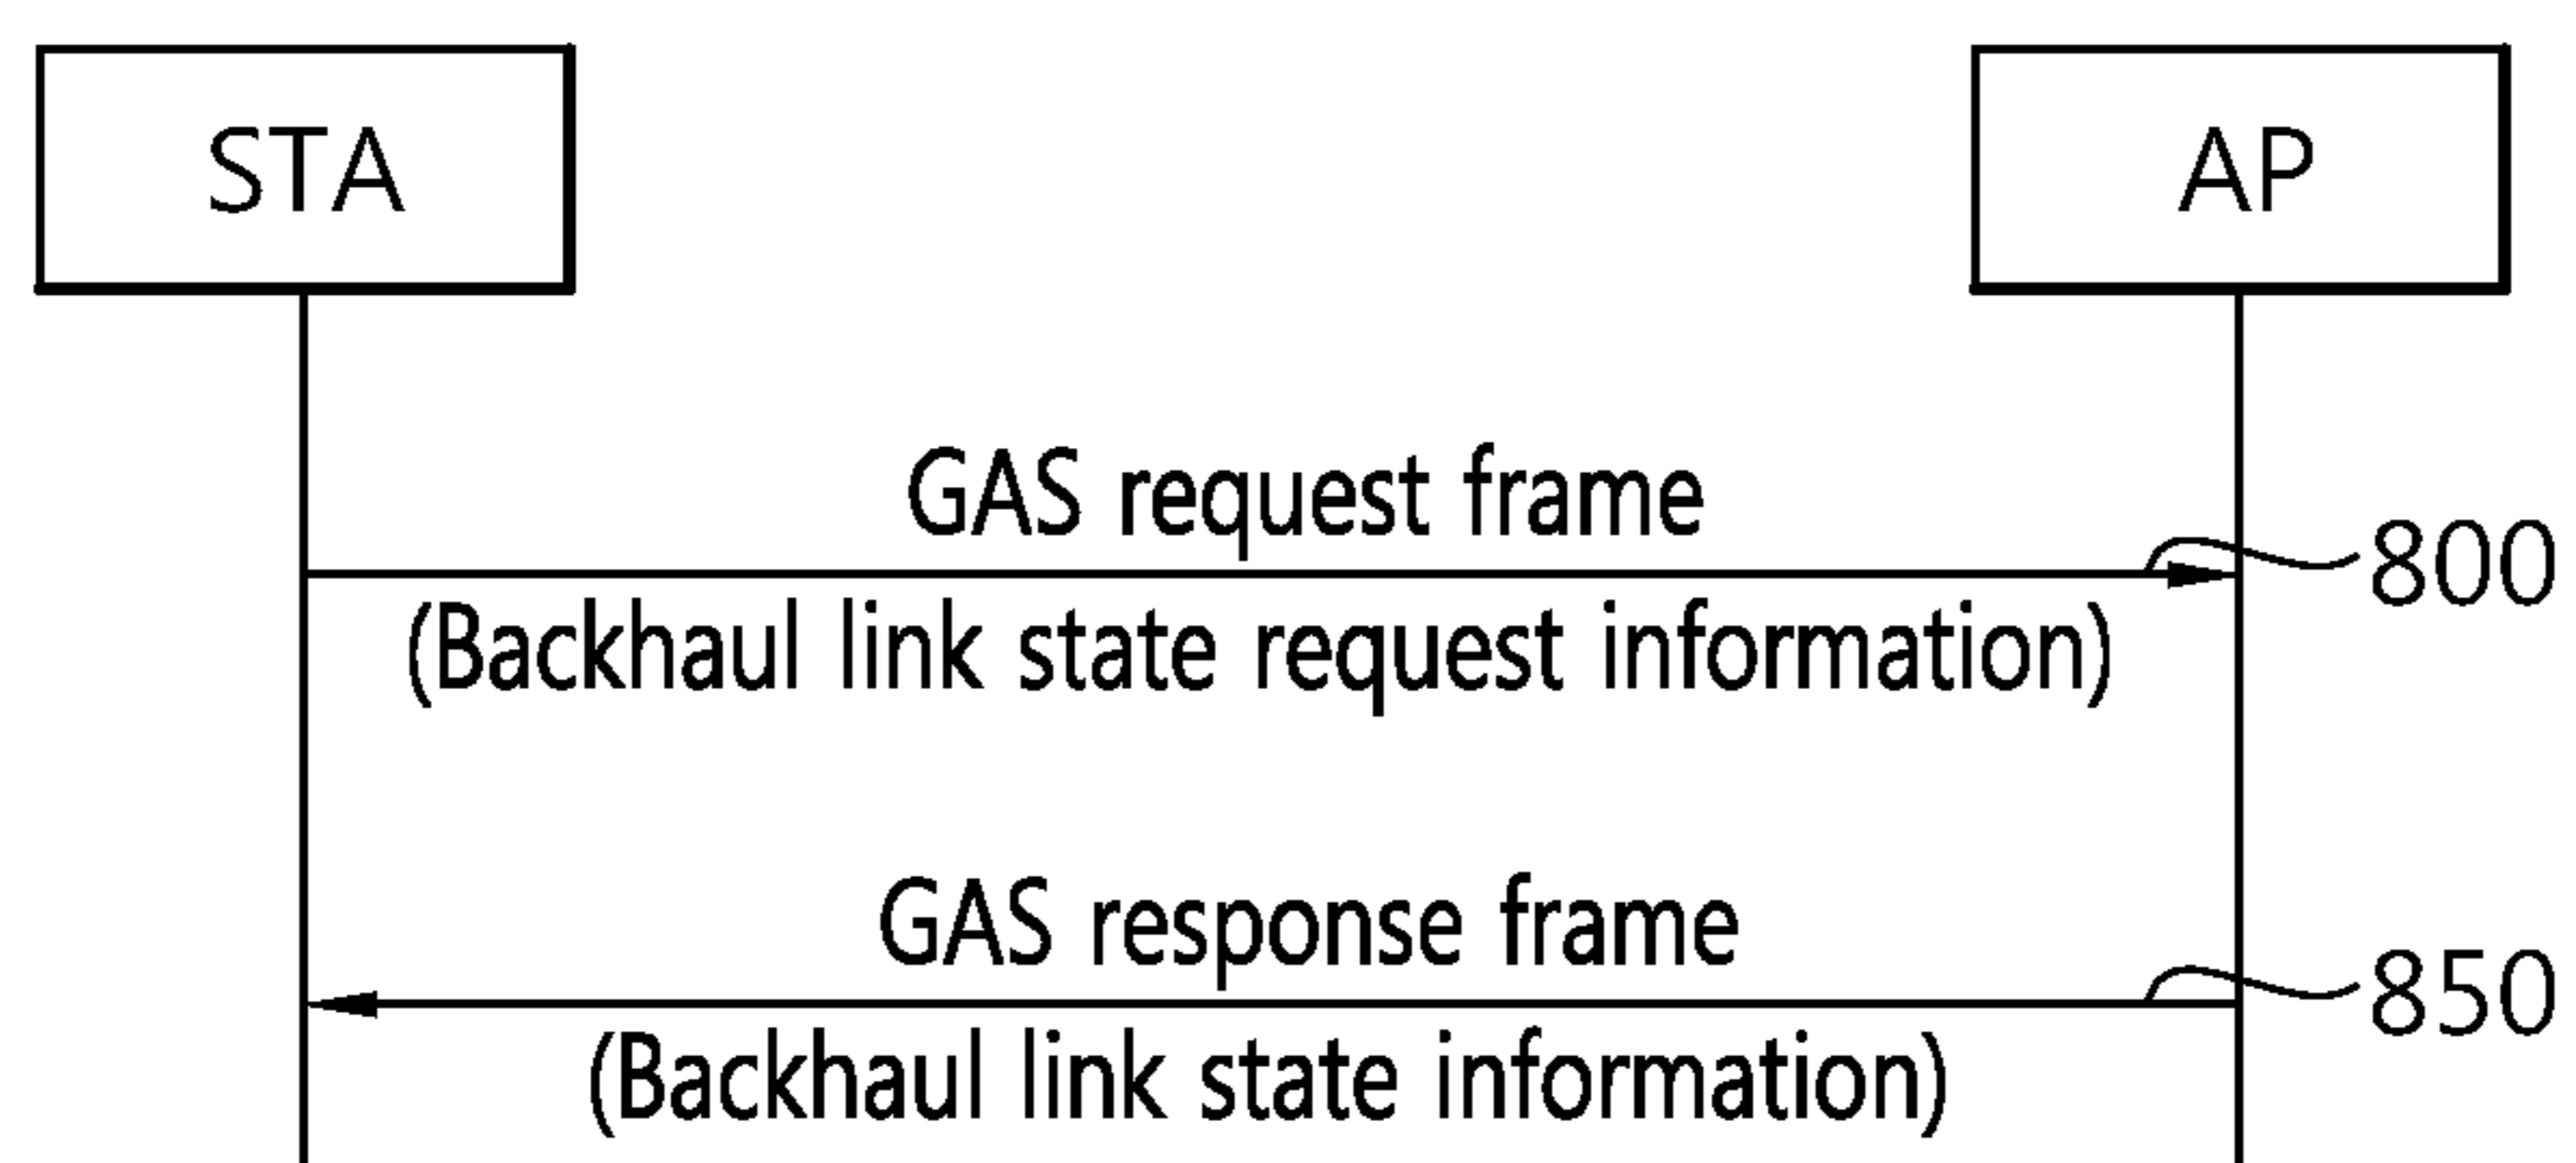 STA
AP
GAS request frame
800
(Backhaul link state request information)
GAS response frame
850
(Backhaul link state information)